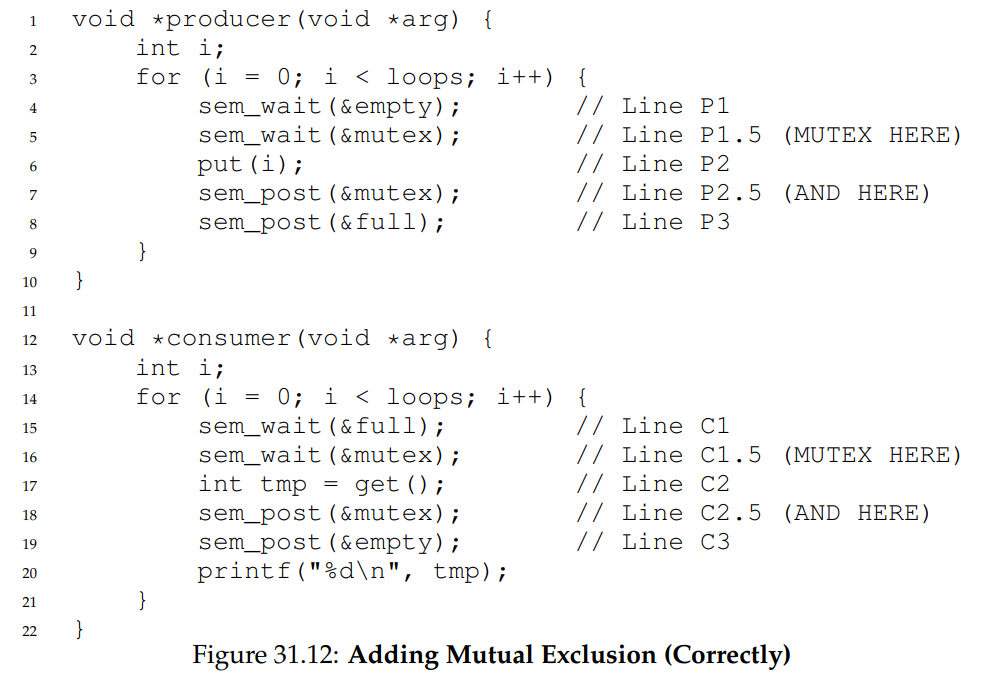 1 void *producer(void *arg) {
2 int i;
3 for (i = 0; i < loops; i++) {
4 sem_wait(&empty); // Line P1
5 sem_wait(&mutex); // Line P1.5 (MUTEX HERE)
6 put(i); // Line P2
7 sem_post(&mutex); // Line P2.5 (AND HERE)
8 sem_post(&full); // Line P3
9 }
10 }
11
12 void *consumer(void *arg) {
13 int i;
14 for (i = 0; i < loops; i++) {
15 sem_wait(&full); // Line C1
16 sem_wait(&mutex); // Line C1.5 (MUTEX HERE)
17 int tmp = get(); // Line C2
18 sem_post(&mutex); // Line C2.5 (AND HERE)
19 sem_post(&empty); // Line C3
20 printf("%d\n", tmp);
21 }
22 }
Figure 31.12: Adding Mutual Exclusion (Correctly)